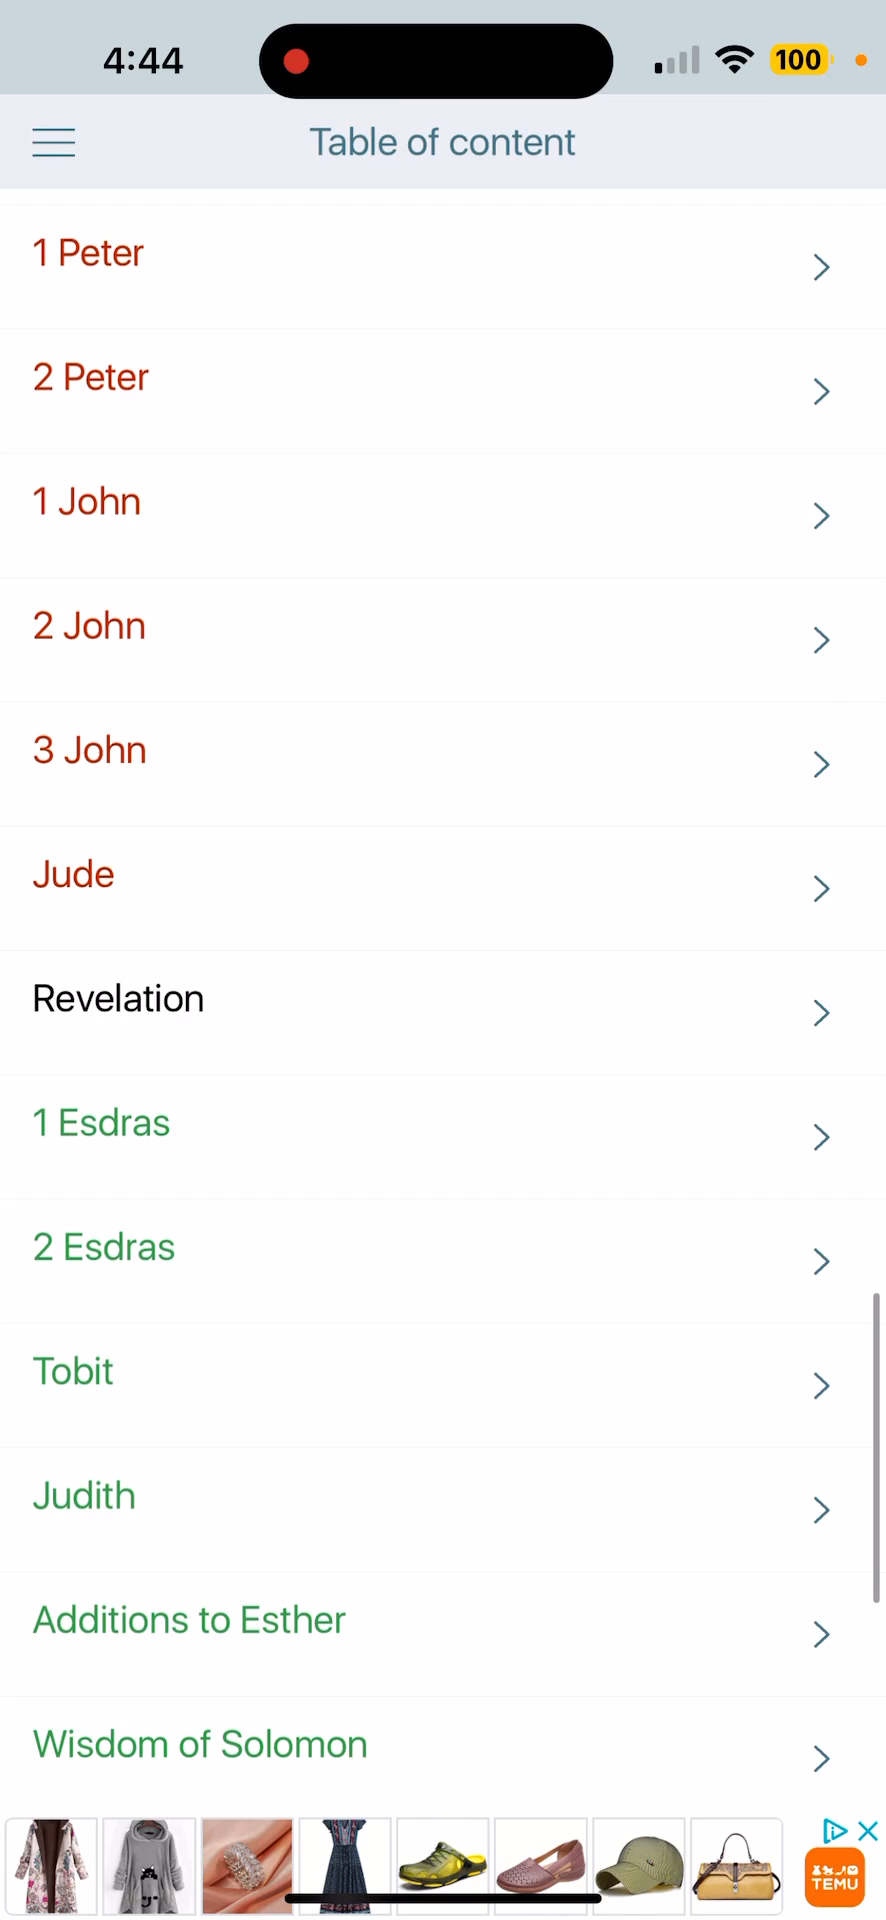 4:44
100
Table of content
1 Peter
2 Peter
1 John
2 John
3 John
Jude
Revelation
1 Esdras
2 Esdras
Tobit
Judith
Additions to Esther
Wisdom of Solomon
TEMU